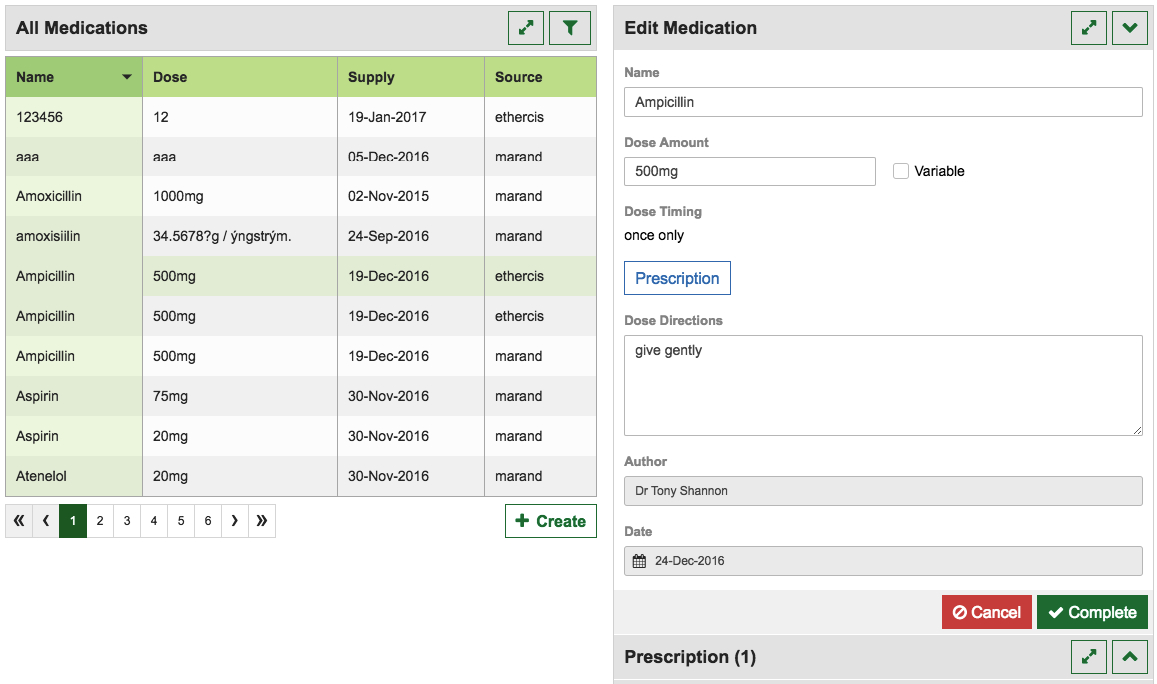 All Medications
Name Dose Supply Source
123456 12 19-Jan-2017 ethercis
aaa aaa 05-Dec-2016 marand
Amoxicillin 1000mg 02-Nov-2015 marand
amoxisiilin 34.5678?g / ýngstrým. 24-Sep-2016 marand
Ampicillin 500mg 19-Dec-2016 ethercis
Ampicillin 500mg 19-Dec-2016 ethercis
Ampicillin 500mg 19-Dec-2016 marand
Aspirin 75mg 30-Nov-2016 marand
Aspirin 20mg 30-Nov-2016 marand
Atenelol 20mg 30-Nov-2016 marand
« ‹ 1 2 3 4 5 6 › »
Create
Edit Medication
Name
Ampicillin
Dose Amount
500mg Variable
Dose Timing
once only
Prescription
Dose Directions
give gently
Author
Dr Tony Shannon
Date
24-Dec-2016
Cancel Complete
Prescription (1)